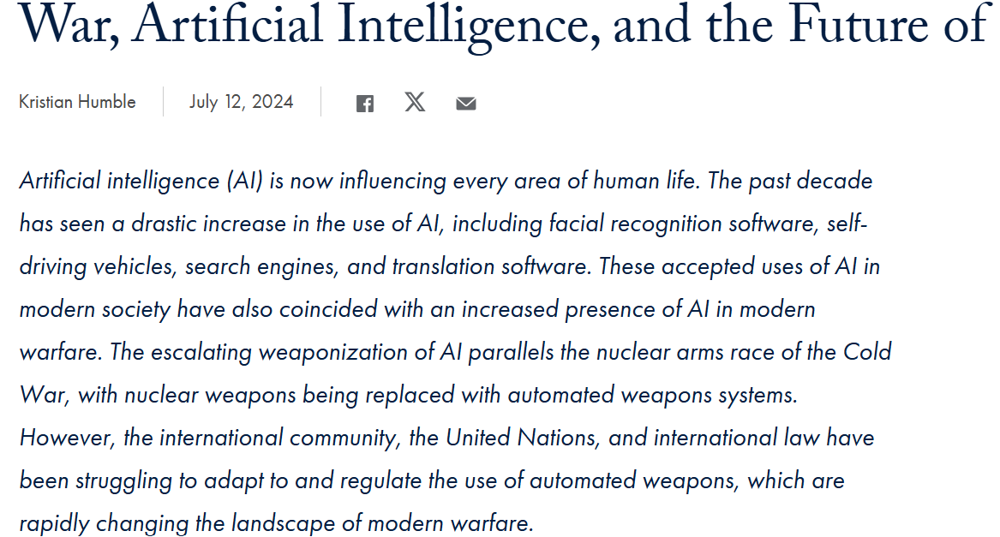 War, Artificial Intelligence, and the Future of
Kristian Humble
July 12, 2024
Artificial intelligence (AI) is now influencing every area of human life. The past decade
has seen a drastic increase in the use of AI, including facial recognition software, self-
driving vehicles, search engines, and translation software. These accepted uses of AI in
modern society have also coincided with an increased presence of AI in modern
warfare. The escalating weaponization of AI parallels the nuclear arms race of the Cold
War, with nuclear weapons being replaced with automated weapons systems.
However, the international community, the United Nations, and international law have
been struggling to adapt to and regulate the use of automated weapons, which are
rapidly changing the landscape of modern warfare.